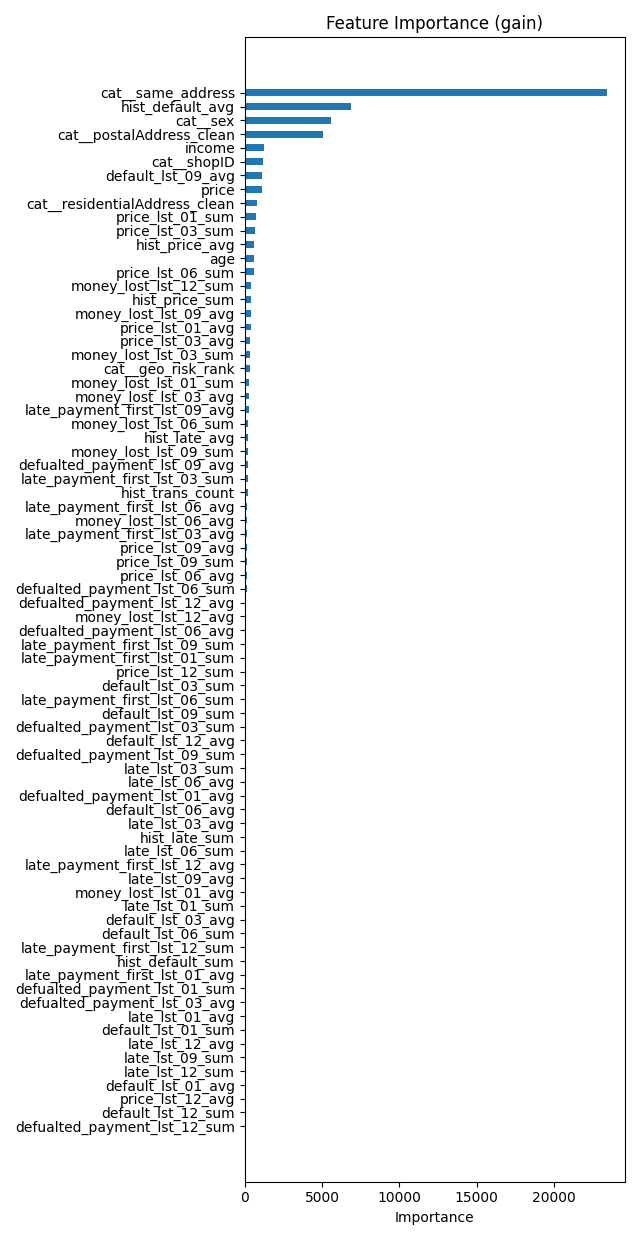 Feature Importance (gain)
cat__same_address
hist_default_avg
cat__sex
cat__postalAddress_clean
income
cat__shopID
default_lst_09_avg
price
cat__residentialAddress_clean
price_lst_01_sum
price_lst_03_sum
hist_price_avg
age
price_lst_06_sum
money_lost_lst_12_sum
hist_price_sum
money_lost_lst_09_avg
price_lst_01_avg
price_lst_03_avg
money_lost_lst_03_sum
cat__geo_risk_rank
money_lost_lst_01_sum
money_lost_lst_03_avg
late_payment_first_lst_09_avg
money_lost_lst_06_sum
hist_late_avg
money_lost_lst_09_sum
defualted_payment_lst_09_avg
late_payment_first_lst_03_sum
hist_trans_count
late_payment_first_lst_06_avg
money_lost_lst_06_avg
late_payment_first_lst_03_avg
price_lst_09_avg
price_lst_09_sum
price_lst_06_avg
defualted_payment_lst_06_sum
defualted_payment_lst_12_avg
money_lost_lst_12_avg
defualted_payment_lst_06_avg
late_payment_first_lst_09_sum
late_payment_first_lst_01_sum
price_lst_12_sum
default_lst_03_sum
late_payment_first_lst_06_sum
default_lst_09_sum
defualted_payment_lst_03_sum
default_lst_12_avg
defualted_payment_lst_09_sum
late_lst_03_sum
late_lst_06_avg
defualted_payment_lst_01_avg
default_lst_06_avg
late_lst_03_avg
hist_late_sum
late_lst_06_sum
late_payment_first_lst_12_avg
late_lst_09_avg
money_lost_lst_01_avg
late_lst_01_sum
default_lst_03_avg
default_lst_06_sum
late_payment_first_lst_12_sum
hist_default_sum
late_payment_first_lst_01_avg
defualted_payment_lst_01_sum
defualted_payment_lst_03_avg
late_lst_01_avg
default_lst_01_sum
late_lst_12_avg
late_lst_09_sum
late_lst_12_sum
default_lst_01_avg
price_lst_12_avg
default_lst_12_sum
defualted_payment_lst_12_sum
0 5000 10000 15000 20000
Importance